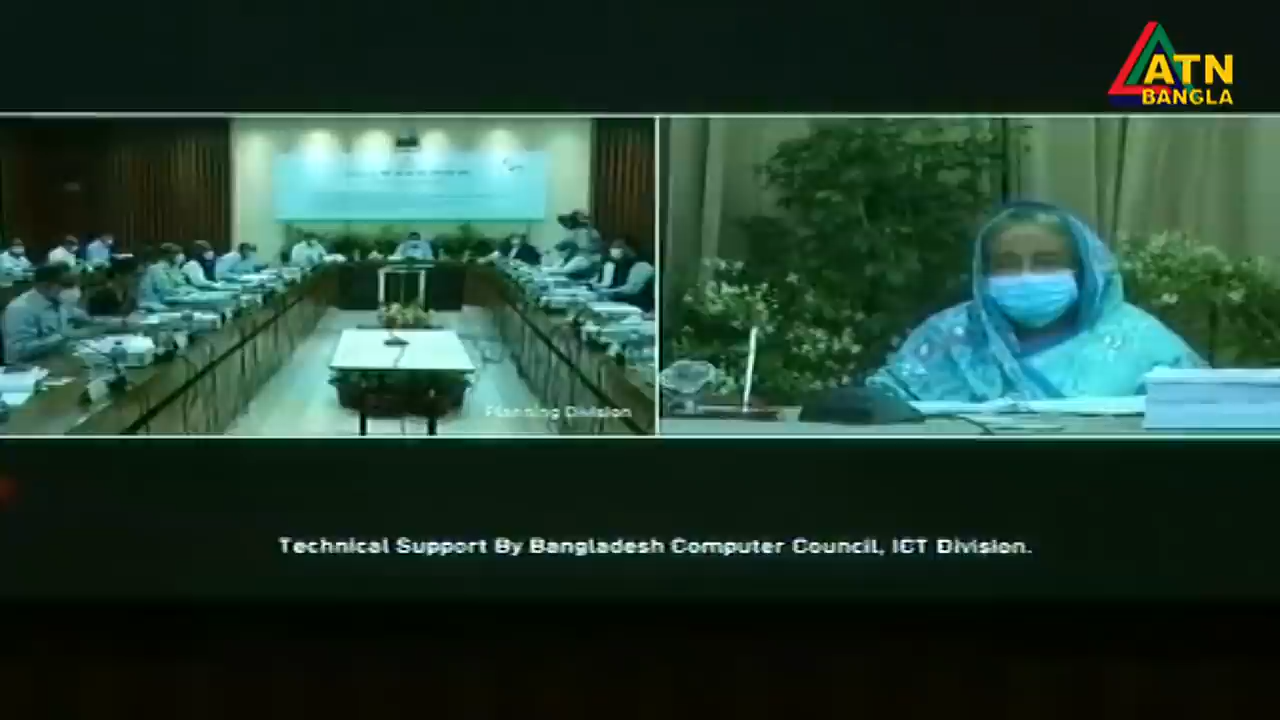 ATN
BANGLA
Planning Division
Technical Support By Bangladesh Computer Council, ICT Division.